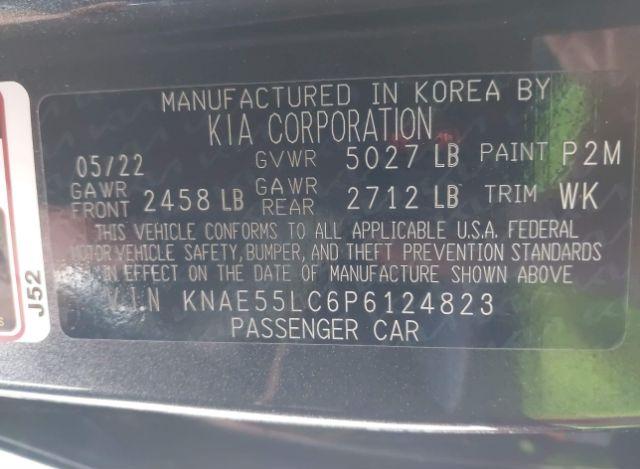 MANUFACTURED IN KOREA BY
KIA CORPORATION
05/22 GVWR 5027 LB PAINT P2M
GAWR FRONT 2458 LB GAWR REAR 2712 LB TRIM WK
THIS VEHICLE CONFORMS TO ALL APPLICABLE U.S.A. FEDERAL
MOTOR VEHICLE SAFETY, BUMPER, AND THEFT PREVENTION STANDARDS
IN EFFECT ON THE DATE OF MANUFACTURE SHOWN ABOVE
V.I.N KNAE55LC6P6124823
PASSENGER CAR
J52